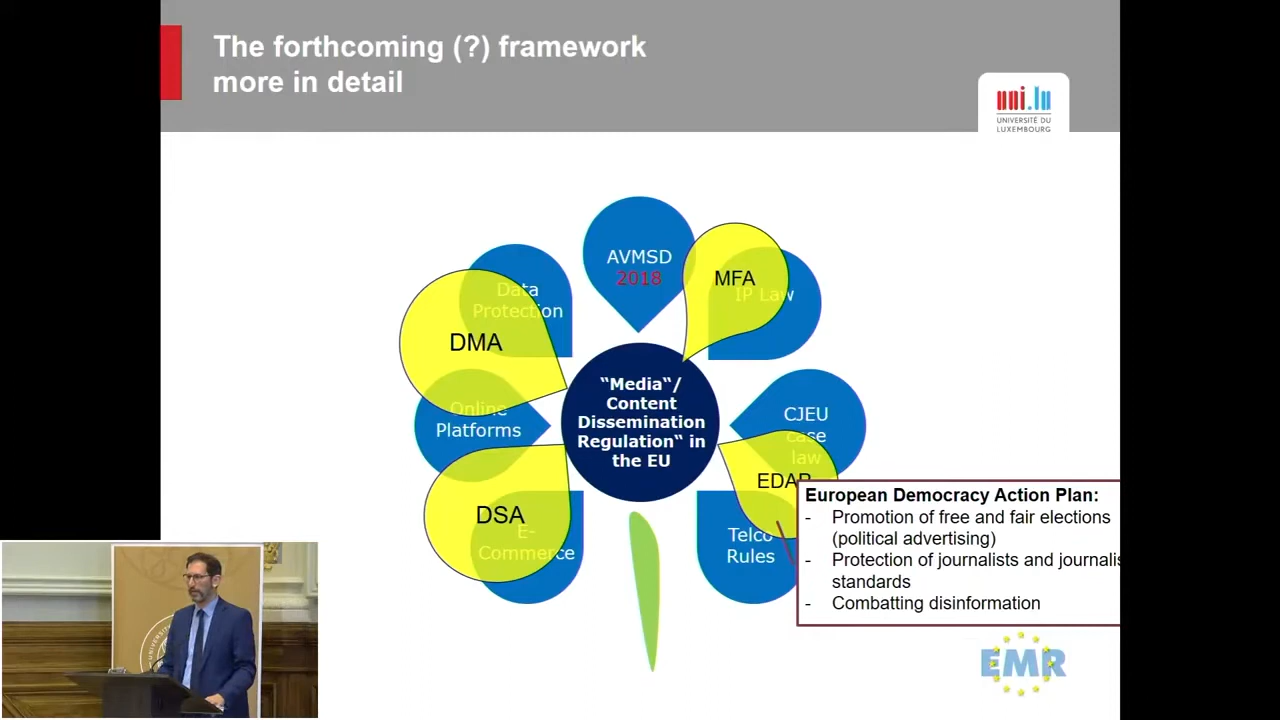 The forthcoming (?) framework
more in detail
uni.lu
UNIVERSITÉ DU
LUXEMBOURG
AVMSD
2018
MFA
IP Law
Data
Protection
DMA
"Media"/
Content
Dissemination
Regulation" in
the EU
Online
Platforms
CJEU
case
law
EDAP
DSA
E-
Commerce
Telco
Rules
European Democracy Action Plan:
- Promotion of free and fair elections
(political advertising)
- Protection of journalists and journalis
standards
- Combatting disinformation
EMR